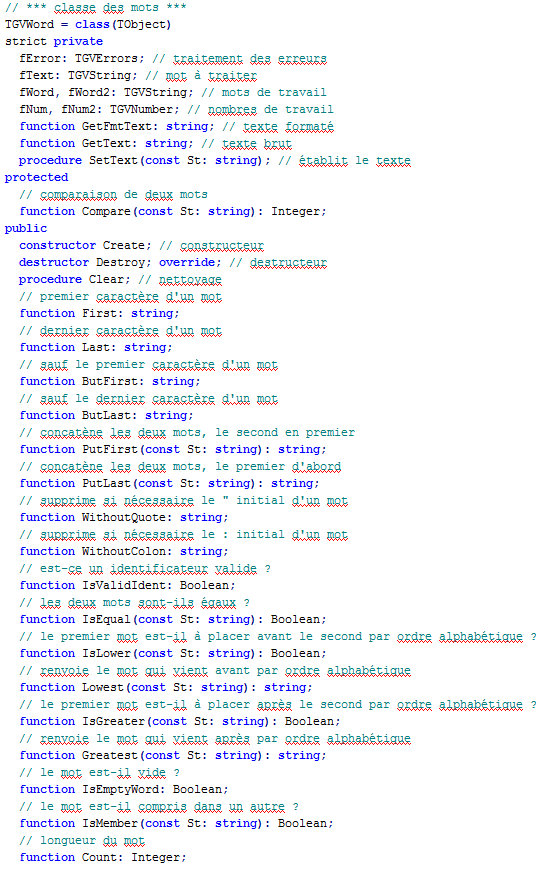 // *** classe des mots ***
TGVWord = class(TObject)
strict private
fError: TGVErrors; // traitement des erreurs
fText: TGVString; // mot à traiter
fWord, fWord2: TGVString; // mots de travail
fNum, fNum2: TGVNumber; // nombres de travail
function GetFmtText: string; // texte formaté
function GetText: string; // texte brut
procedure SetText(const St: string); // établit le texte
protected
// comparaison de deux mots
function Compare(const St: string): Integer;
public
constructor Create; // constructeur
destructor Destroy; override; // destructeur
procedure Clear; // nettoyage
// premier caractère d'un mot
function First: string;
// dernier caractère d'un mot
function Last: string;
// sauf le premier caractère d'un mot
function ButFirst: string;
// sauf le dernier caractère d'un mot
function ButLast: string;
// concatène les deux mots, le second en premier
function PutFirst(const St: string): string;
// concatène les deux mots, le premier d'abord
function PutLast(const St: string): string;
// supprime si nécessaire le " initial d'un mot
function WithoutQuote: string;
// supprime si nécessaire le : initial d'un mot
function WithoutColon: string;
// est-ce un identificateur valide ?
function IsValidIdent: Boolean;
// les deux mots sont-ils égaux ?
function IsEqual(const St: string): Boolean;
// le premier mot est-il à placer avant le second par ordre alphabétique ?
function IsLower(const St: string): Boolean;
// renvoie le mot qui vient avant par ordre alphabétique
function Lowest(const St: string): string;
// le premier mot est-il à placer après le second par ordre alphabétique ?
function IsGreater(const St: string): Boolean;
// renvoie le mot qui vient après par ordre alphabétique
function Greatest(const St: string): string;
// le mot est-il vide ?
function IsEmptyWord: Boolean;
// le mot est-il compris dans un autre ?
function IsMember(const St: string): Boolean;
// longueur du mot
function Count: Integer;